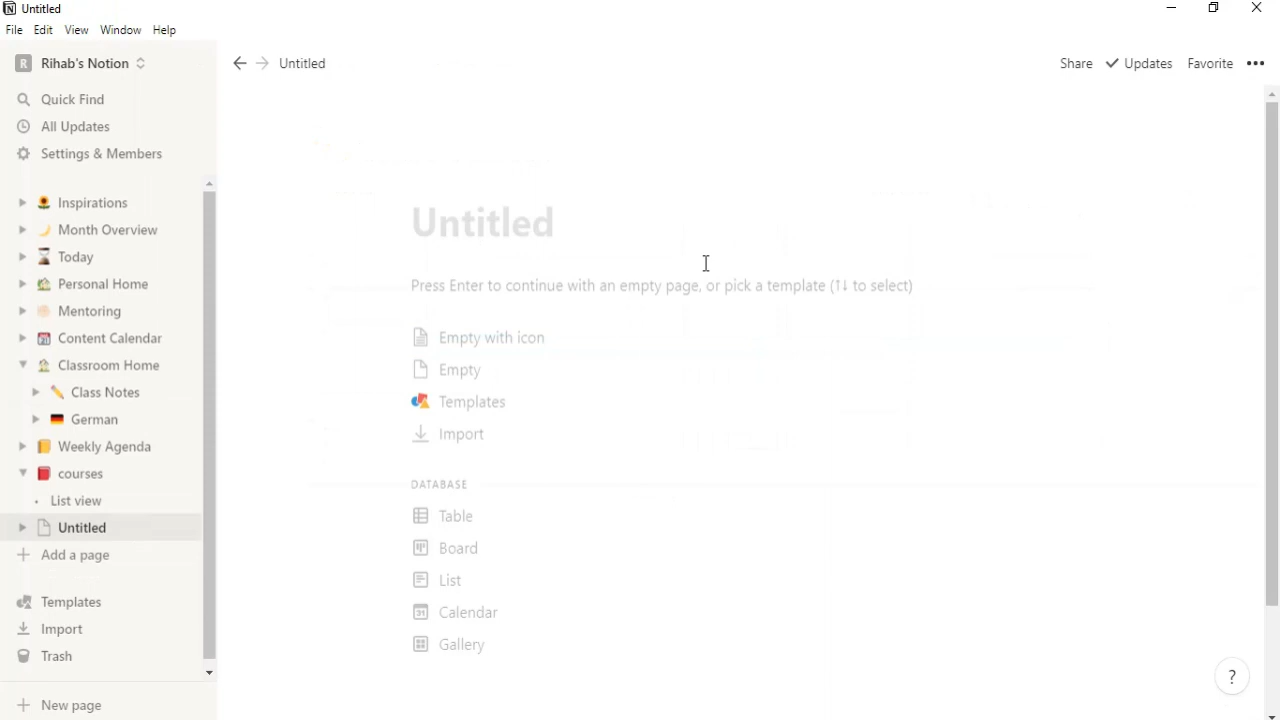 Untitled
File Edit View Window Help
R Rihab's Notion
Untitled
Share Updates Favorite •••
Quick Find
All Updates
Settings & Members
Inspirations
Month Overview
Today
Personal Home
Mentoring
Content Calendar
Classroom Home
Class Notes
German
Weekly Agenda
courses
List view
Untitled
Add a page
Templates
Import
Trash
New page
Untitled
Press Enter to continue with an empty page, or pick a template (↑↓ to select)
Empty with icon
Empty
Templates
Import
DATABASE
Table
Board
List
31 Calendar
Gallery
?